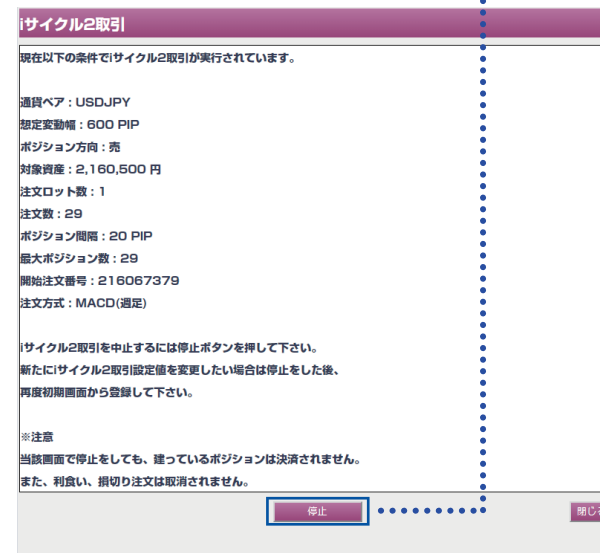 iサイクル2取引
現在以下の条件でiサイクル2取引が実行されています。
通貨ペア：USDJPY
想定変動幅：600 PIP
ポジション方向：売
対象資産：2,160,500 円
注文ロット数：1
注文数：29
ポジション間隔：20 PIP
最大ポジション数：29
開始注文番号：216067379
注文方式：MACD(週足)
iサイクル2取引を中止するには停止ボタンを押して下さい。
新たにiサイクル2取引設定値を変更したい場合は停止をした後、
再度初期画面から登録して下さい。
※注意
当該画面で停止をしても、建っているポジションは決済されません。
また、利食い、損切り注文は取消されません。
停止
閉じ